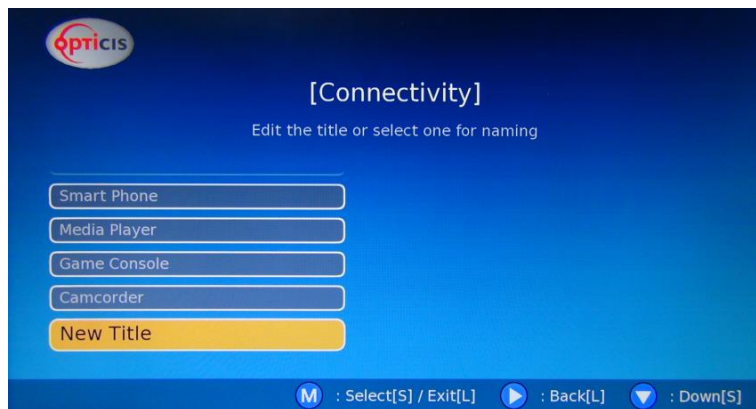 OPTICIS
[Connectivity]
Edit the title or select one for naming
Smart Phone
Media Player
Game Console
Camcorder
New Title
M : Select[S] / Exit[L] : Back[L] : Down[S]